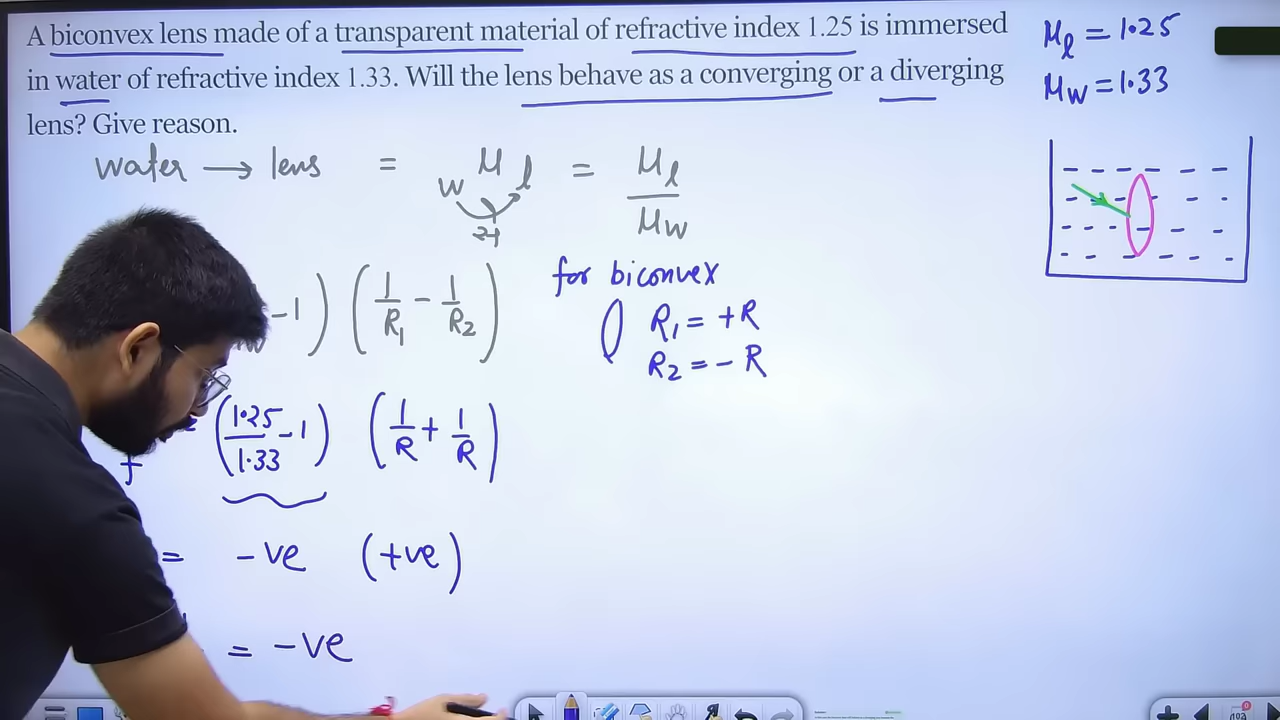 A biconvex lens made of a transparent material of refractive index 1.25 is immersed
in water of refractive index 1.33. Will the lens behave as a converging or a diverging
lens? Give reason.
μl = 1.25
μw = 1.33
water → lens = w μ l = μl / μw
-1) (1/R1 - 1/R2)
for biconvex
R1 = +R
R2 = -R
f = (1.25/1.33 - 1) (1/R + 1/R)
= -ve (+ve)
= -ve